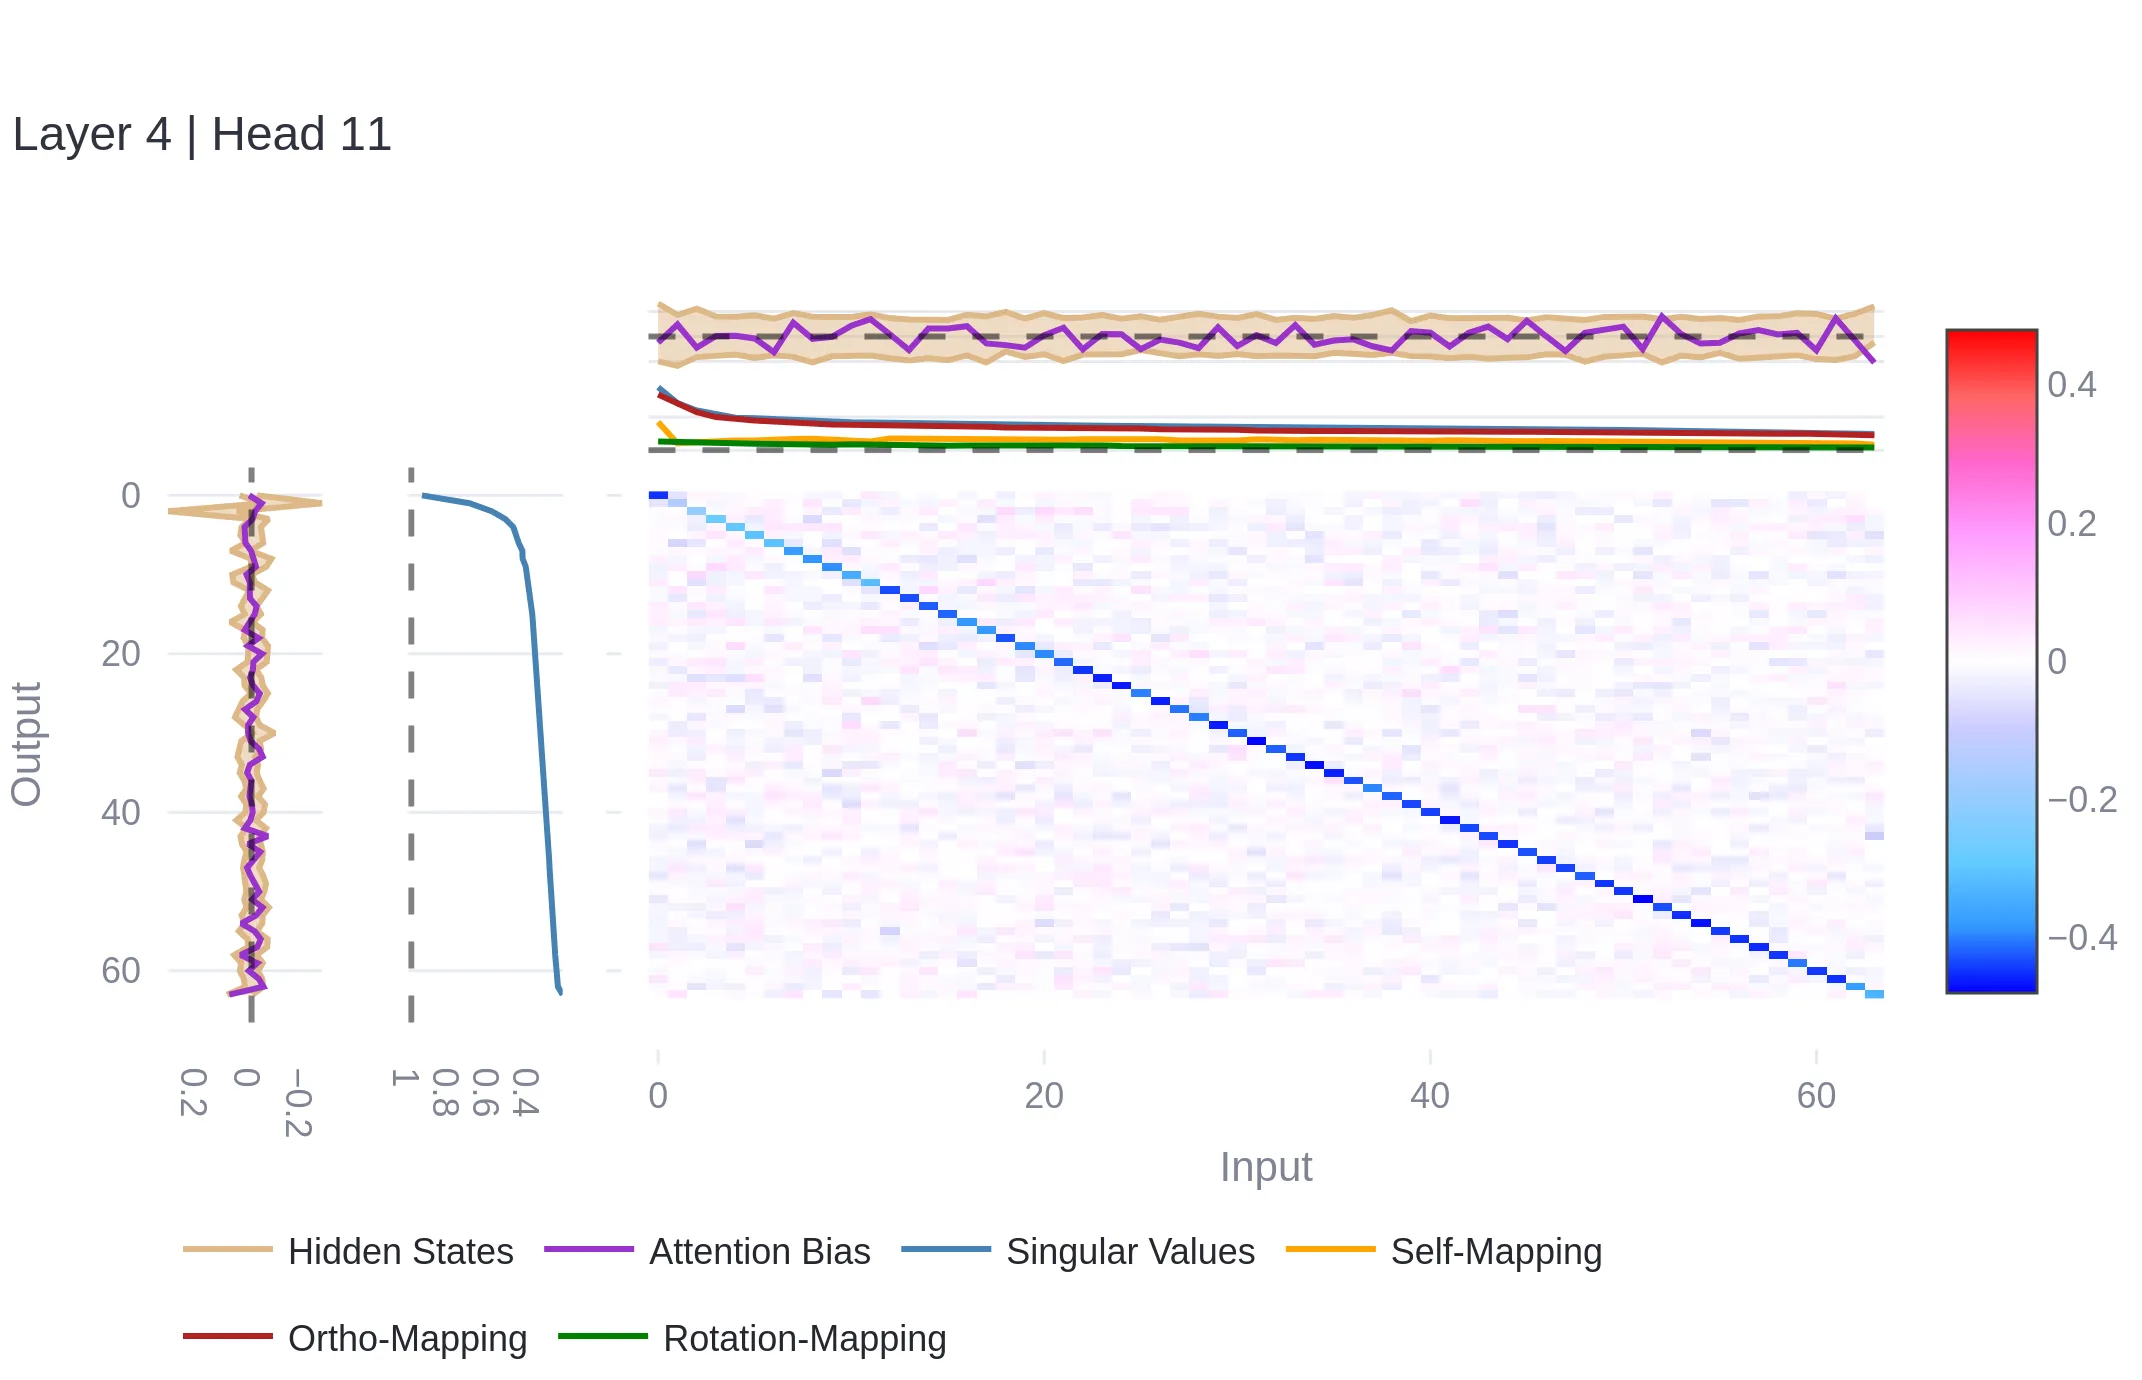 Layer 4 | Head 11
0
20
40
60
Output
0.2
0
−0.2
1
0.8
0.6
0.4
0
20
40
60
Input
0.4
0.2
0
−0.2
−0.4
Hidden States
Attention Bias
Singular Values
Self-Mapping
Ortho-Mapping
Rotation-Mapping